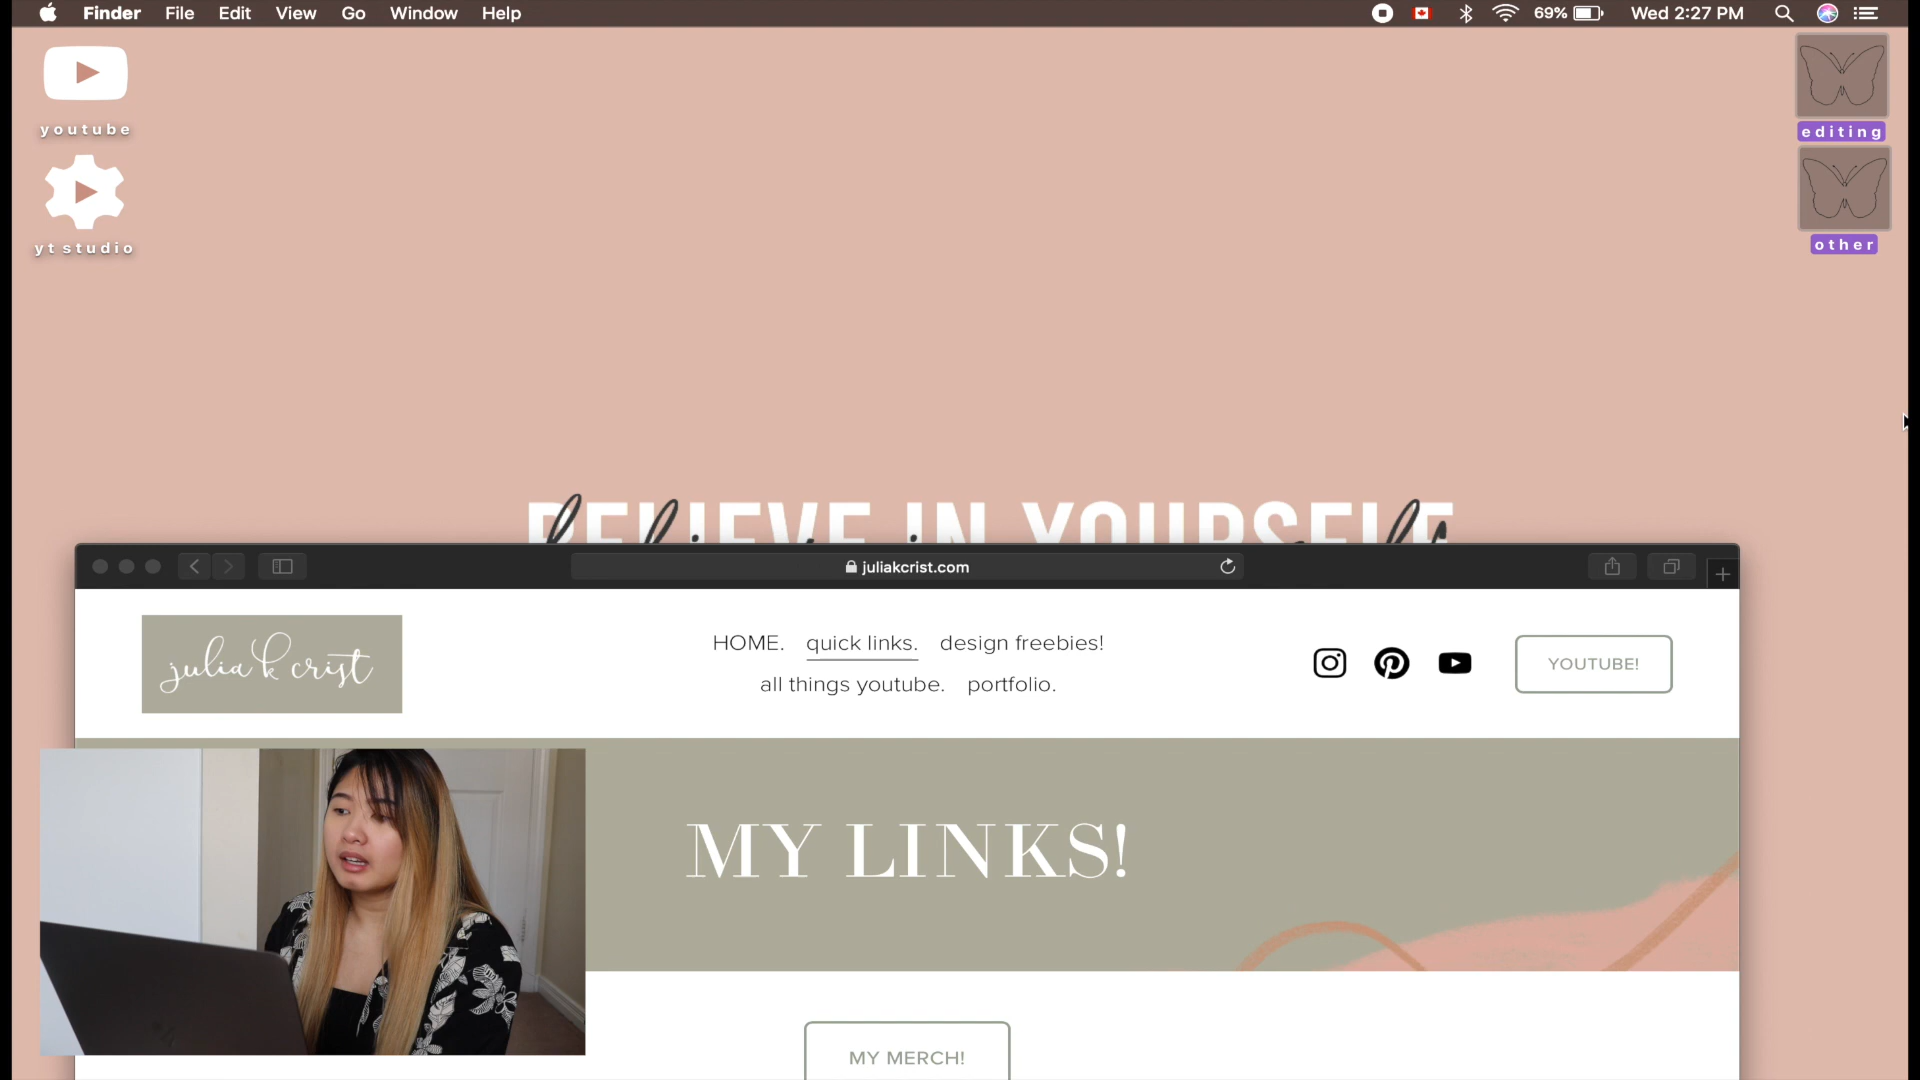 Finder File Edit View Go Window Help 69% Wed 2:27 PM
youtube
yt studio
editing
other
BELIEVE IN YOURSELF
juliakcrist.com
julia k crist
HOME. quick links. design freebies!
all things youtube. portfolio.
YOUTUBE!
MY LINKS!
MY MERCH!